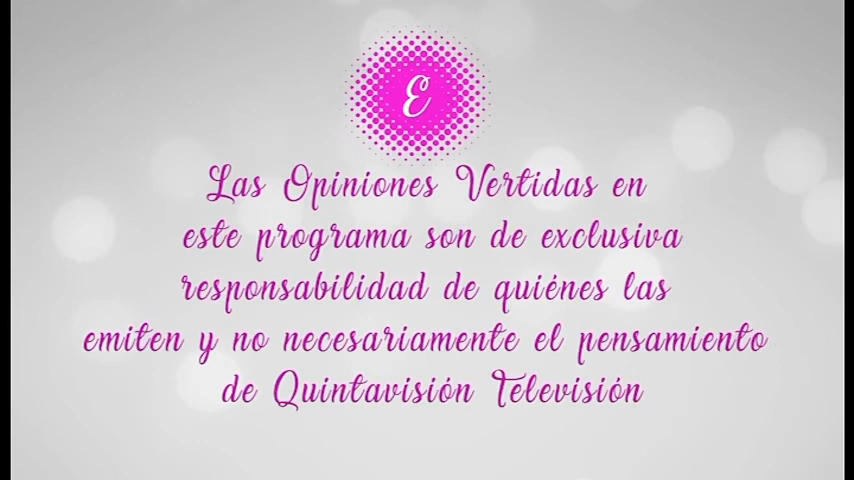 E
Las Opiniones Vertidas en
este programa son de exclusiva
responsabilidad de quiénes las
emiten y no necesariamente el pensamiento
de Quintavisión Televisión